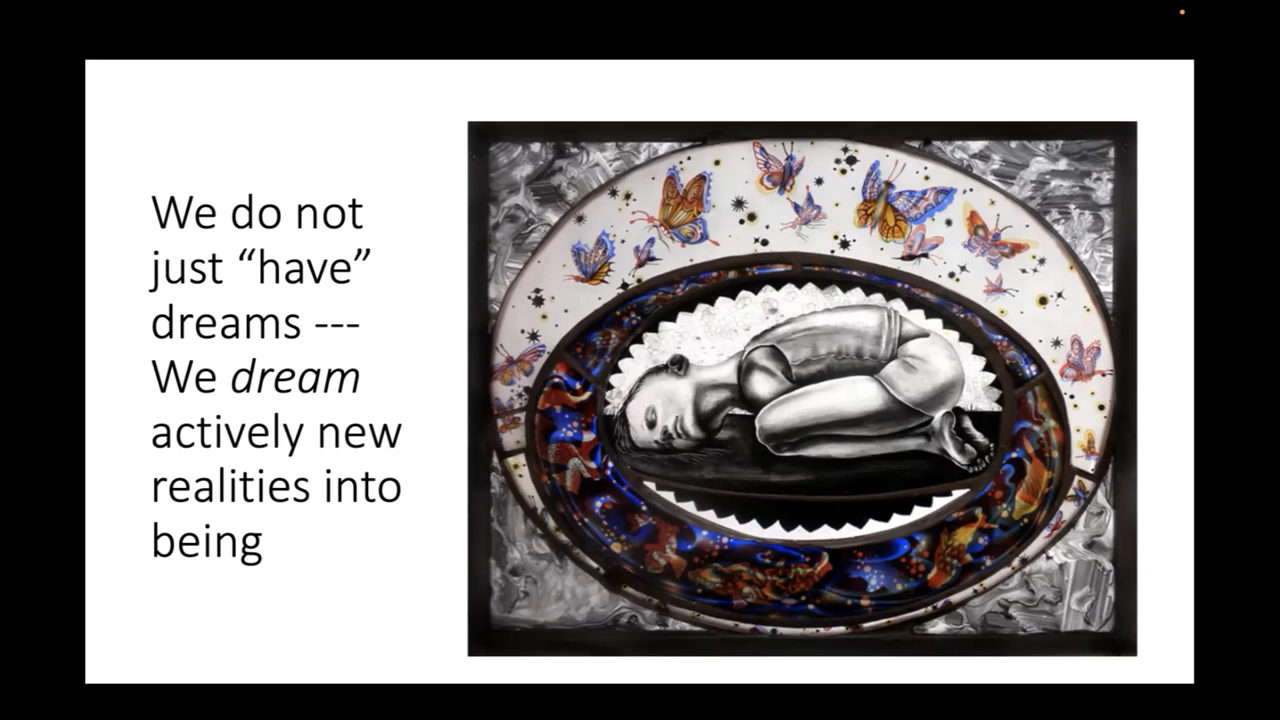 We do not
just “have”
dreams ---
We dream
actively new
realities into
being